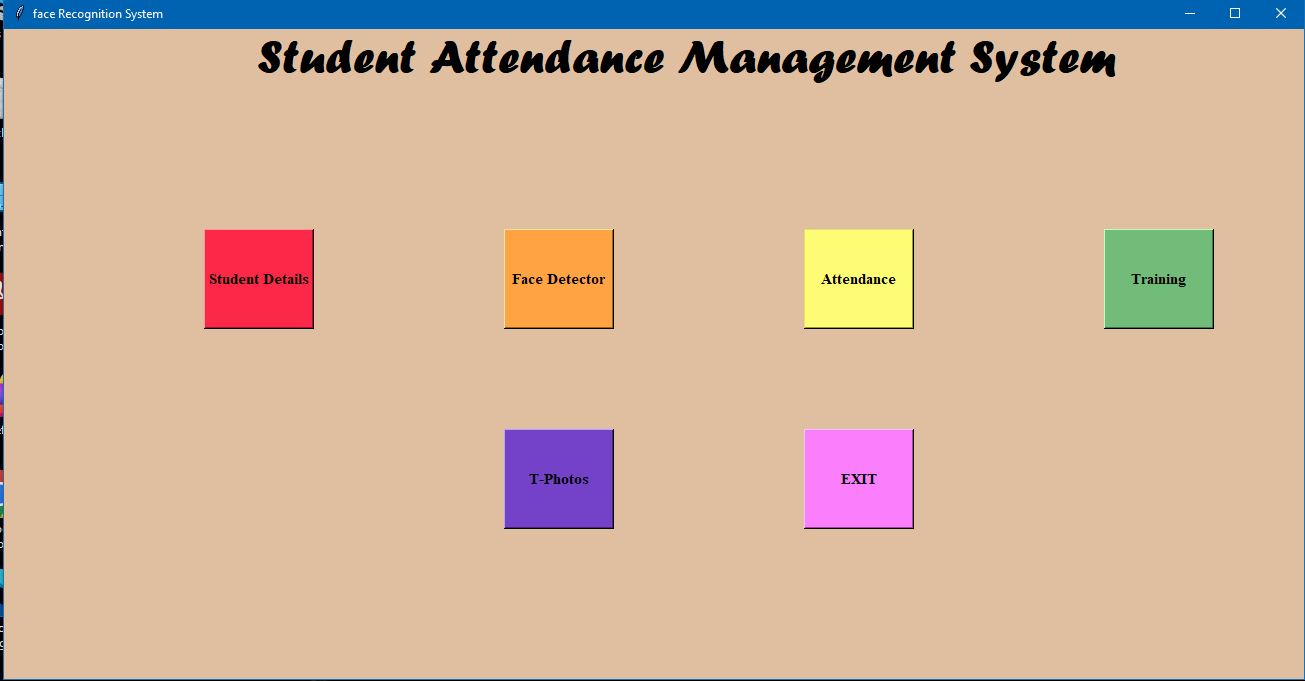 face Recognition System
Student Attendance Management System
Student Details
Face Detector
Attendance
Training
T-Photos
EXIT